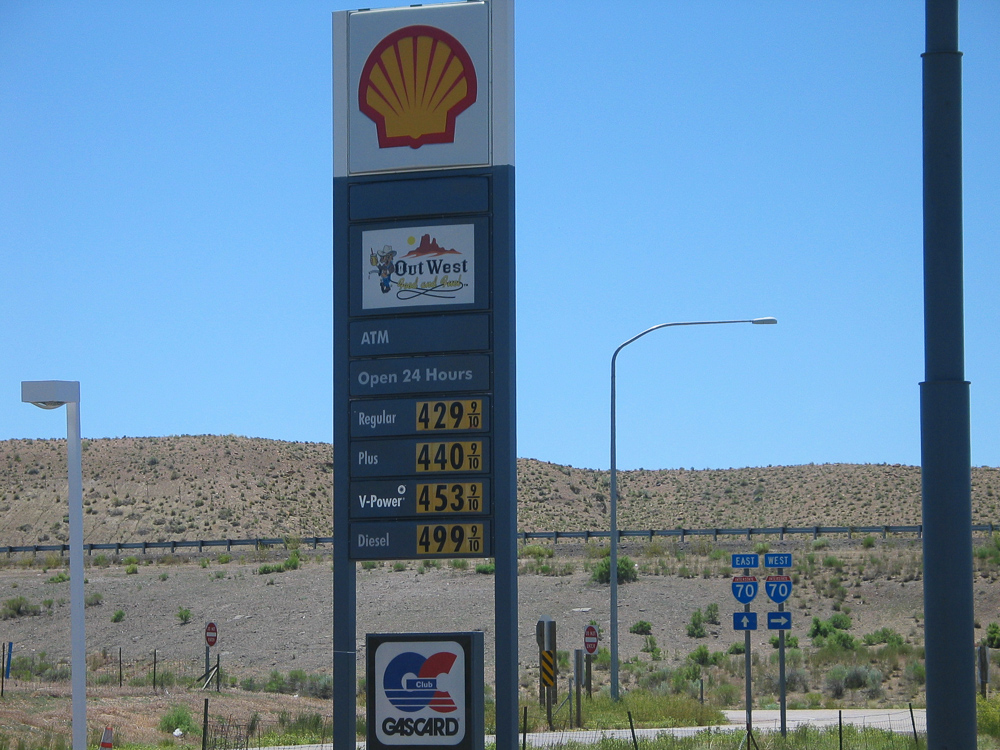 Out West
Food and Fuel
ATM
Open 24 Hours
Regular 429 9/10
Plus 440 9/10
V-Power 453 9/10
Diesel 499 9/10
EAST WEST
70 70
Club
GASCARD